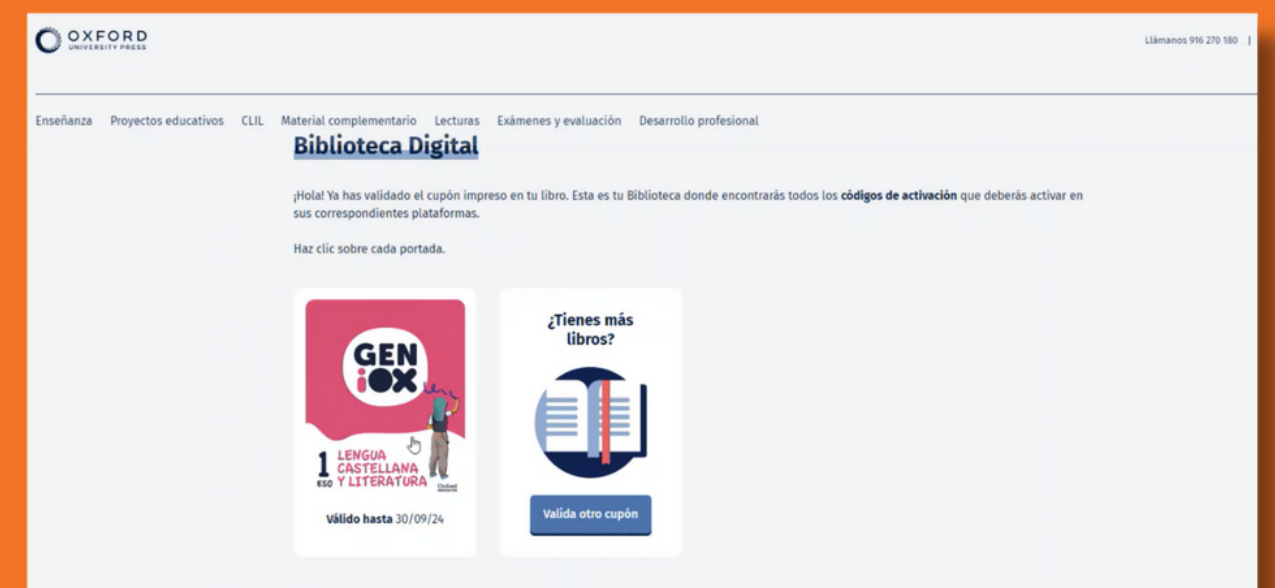 OXFORD
UNIVERSITY PRESS
Llámanos 916 270 180 |
Enseñanza Proyectos educativos CLIL Material complementario Lecturas Exámenes y evaluación Desarrollo profesional
Biblioteca Digital
¡Hola! Ya has validado el cupón impreso en tu libro. Esta es tu Biblioteca donde encontrarás todos los códigos de activación que deberás activar en
sus correspondientes plataformas.
Haz clic sobre cada portada.
GEN
iOX
1
ESO
LENGUA
CASTELLANA
Y LITERATURA
Oxford
Válido hasta 30/09/24
¿Tienes más
libros?
Valida otro cupón